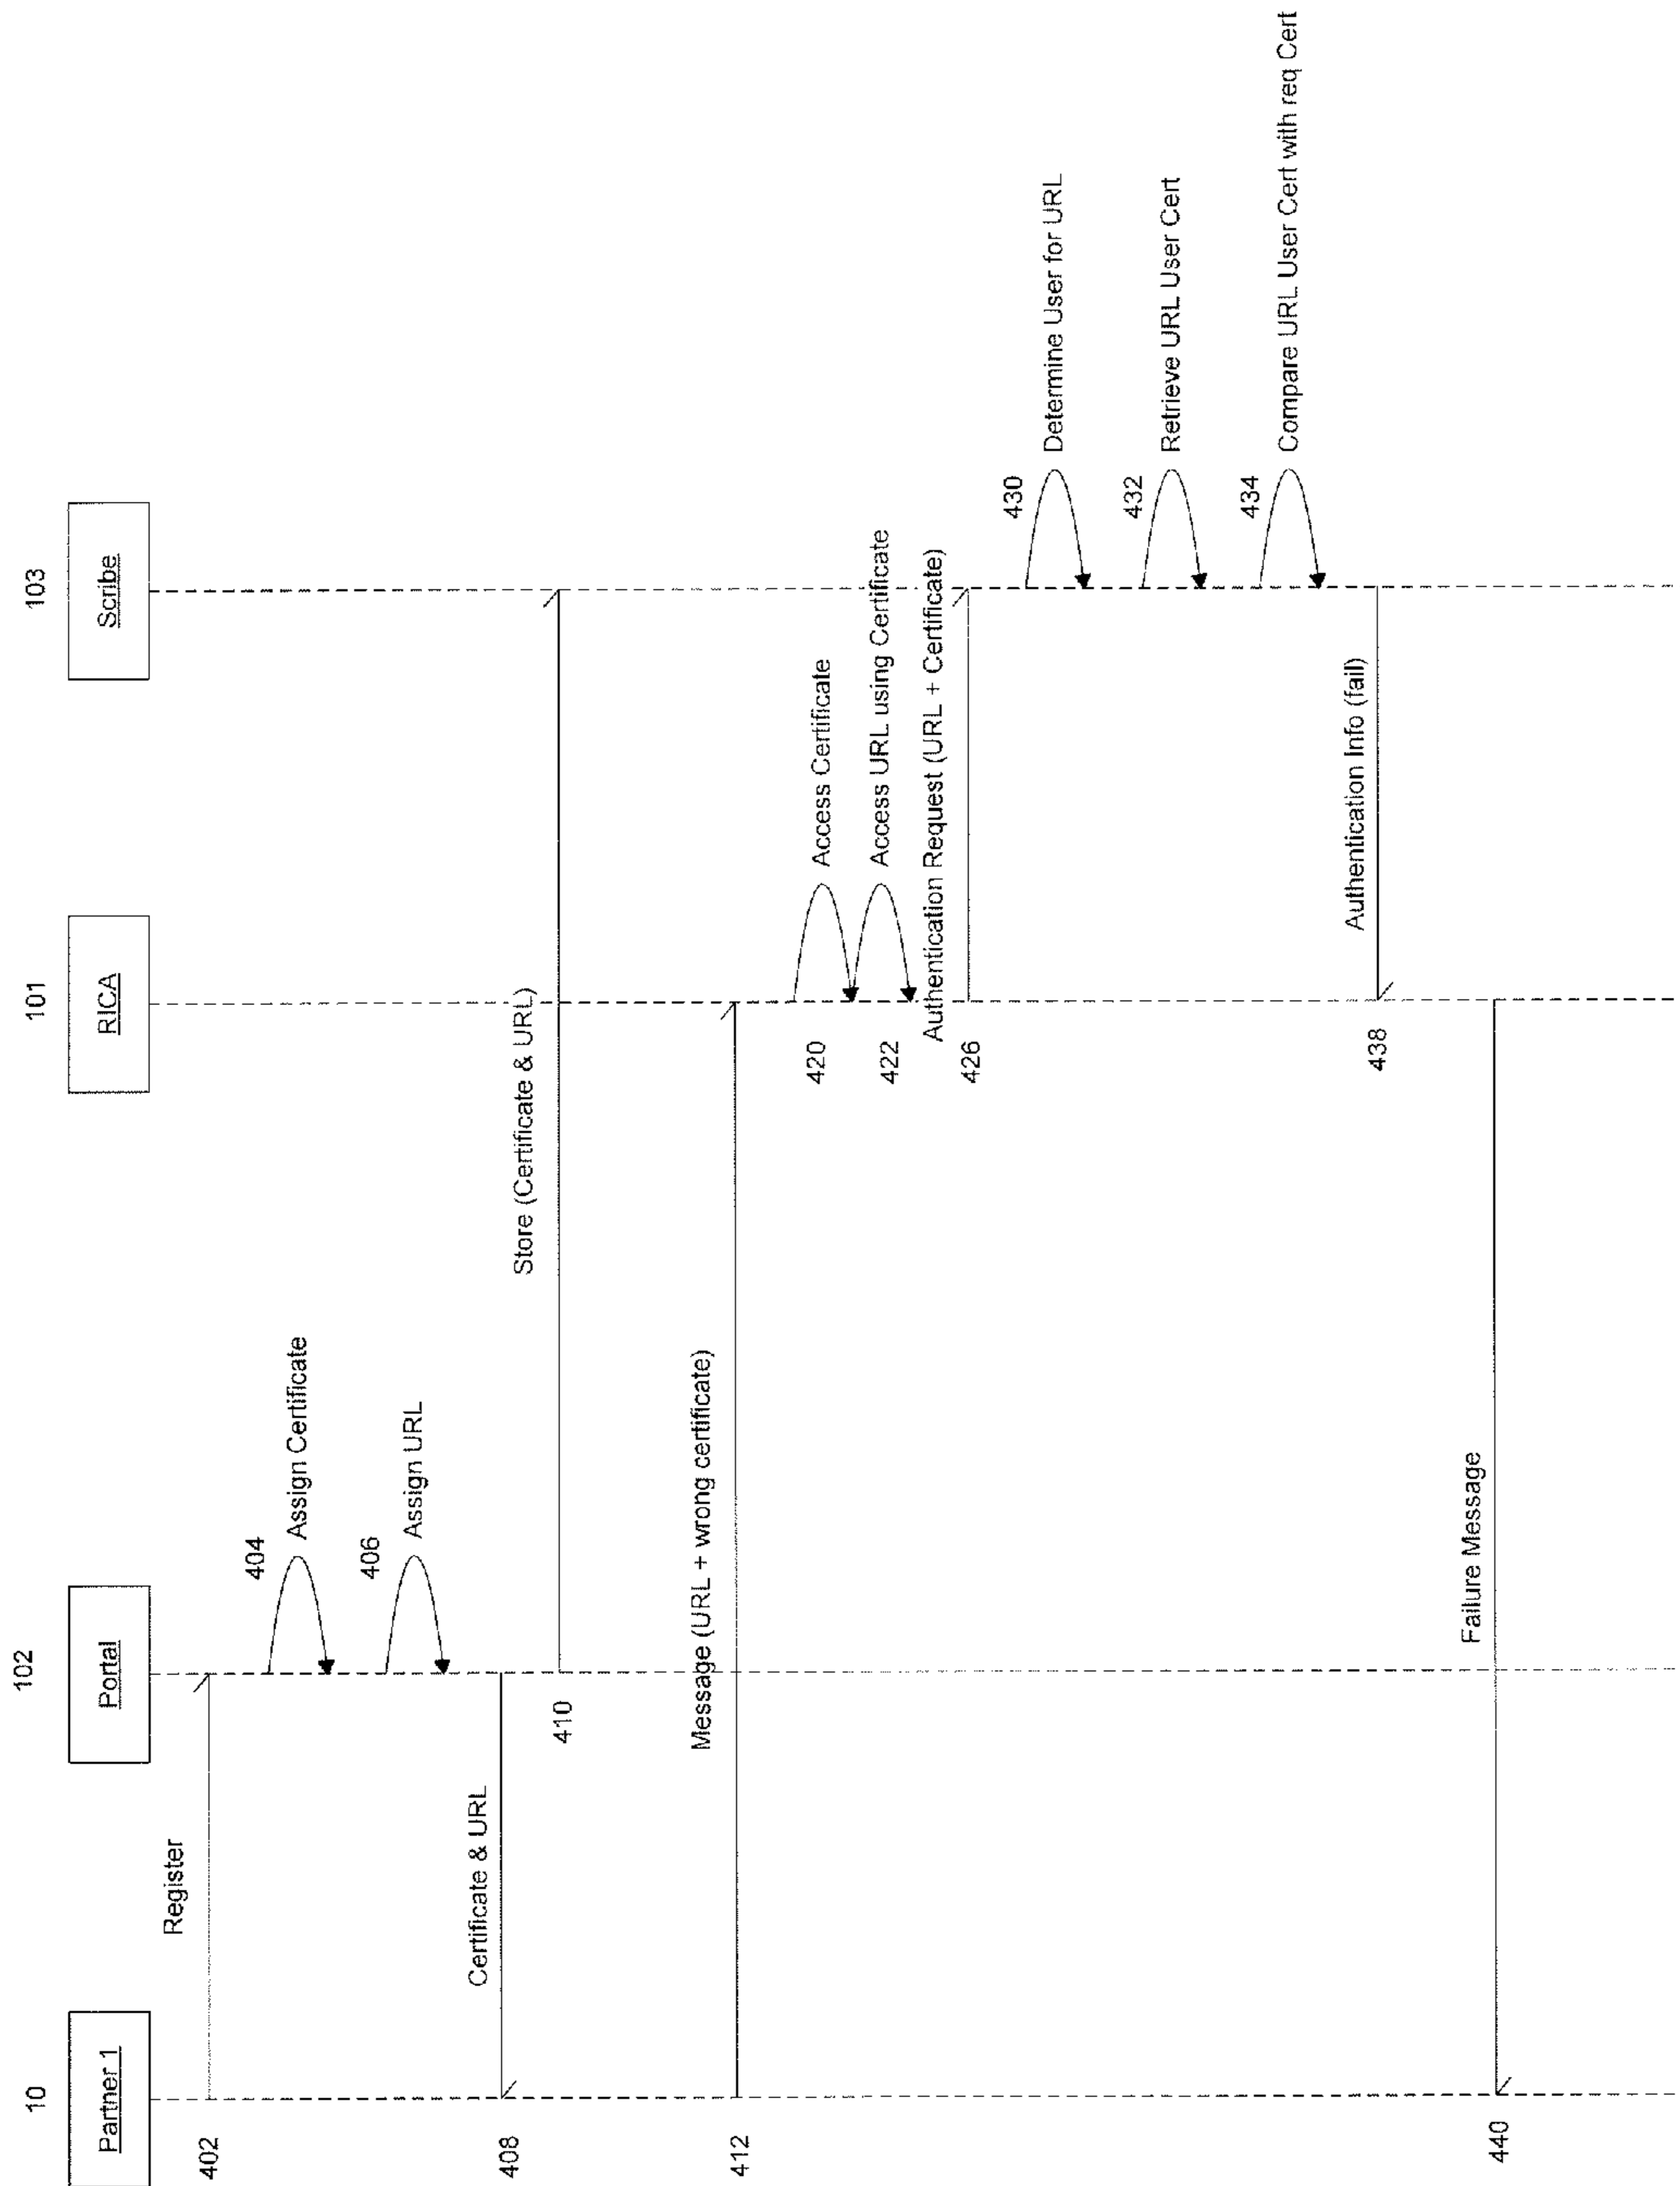 10
102
101
103
Partner 1
Portal
RICA
Scribe
402
Register
404
Assign Certificate
406
Assign URL
408
Certificate & URL
410
Store (Certificate & URL)
412
Message (URL + wrong certificate)
420
Access Certificate
422
Access URL using Certificate
426
Authentication Request (URL + Certificate)
430
Determine User for URL
432
Retrieve URL User Cert
434
Compare URL User Cert with req Cert
438
Authentication Info (fail)
440
Failure Message